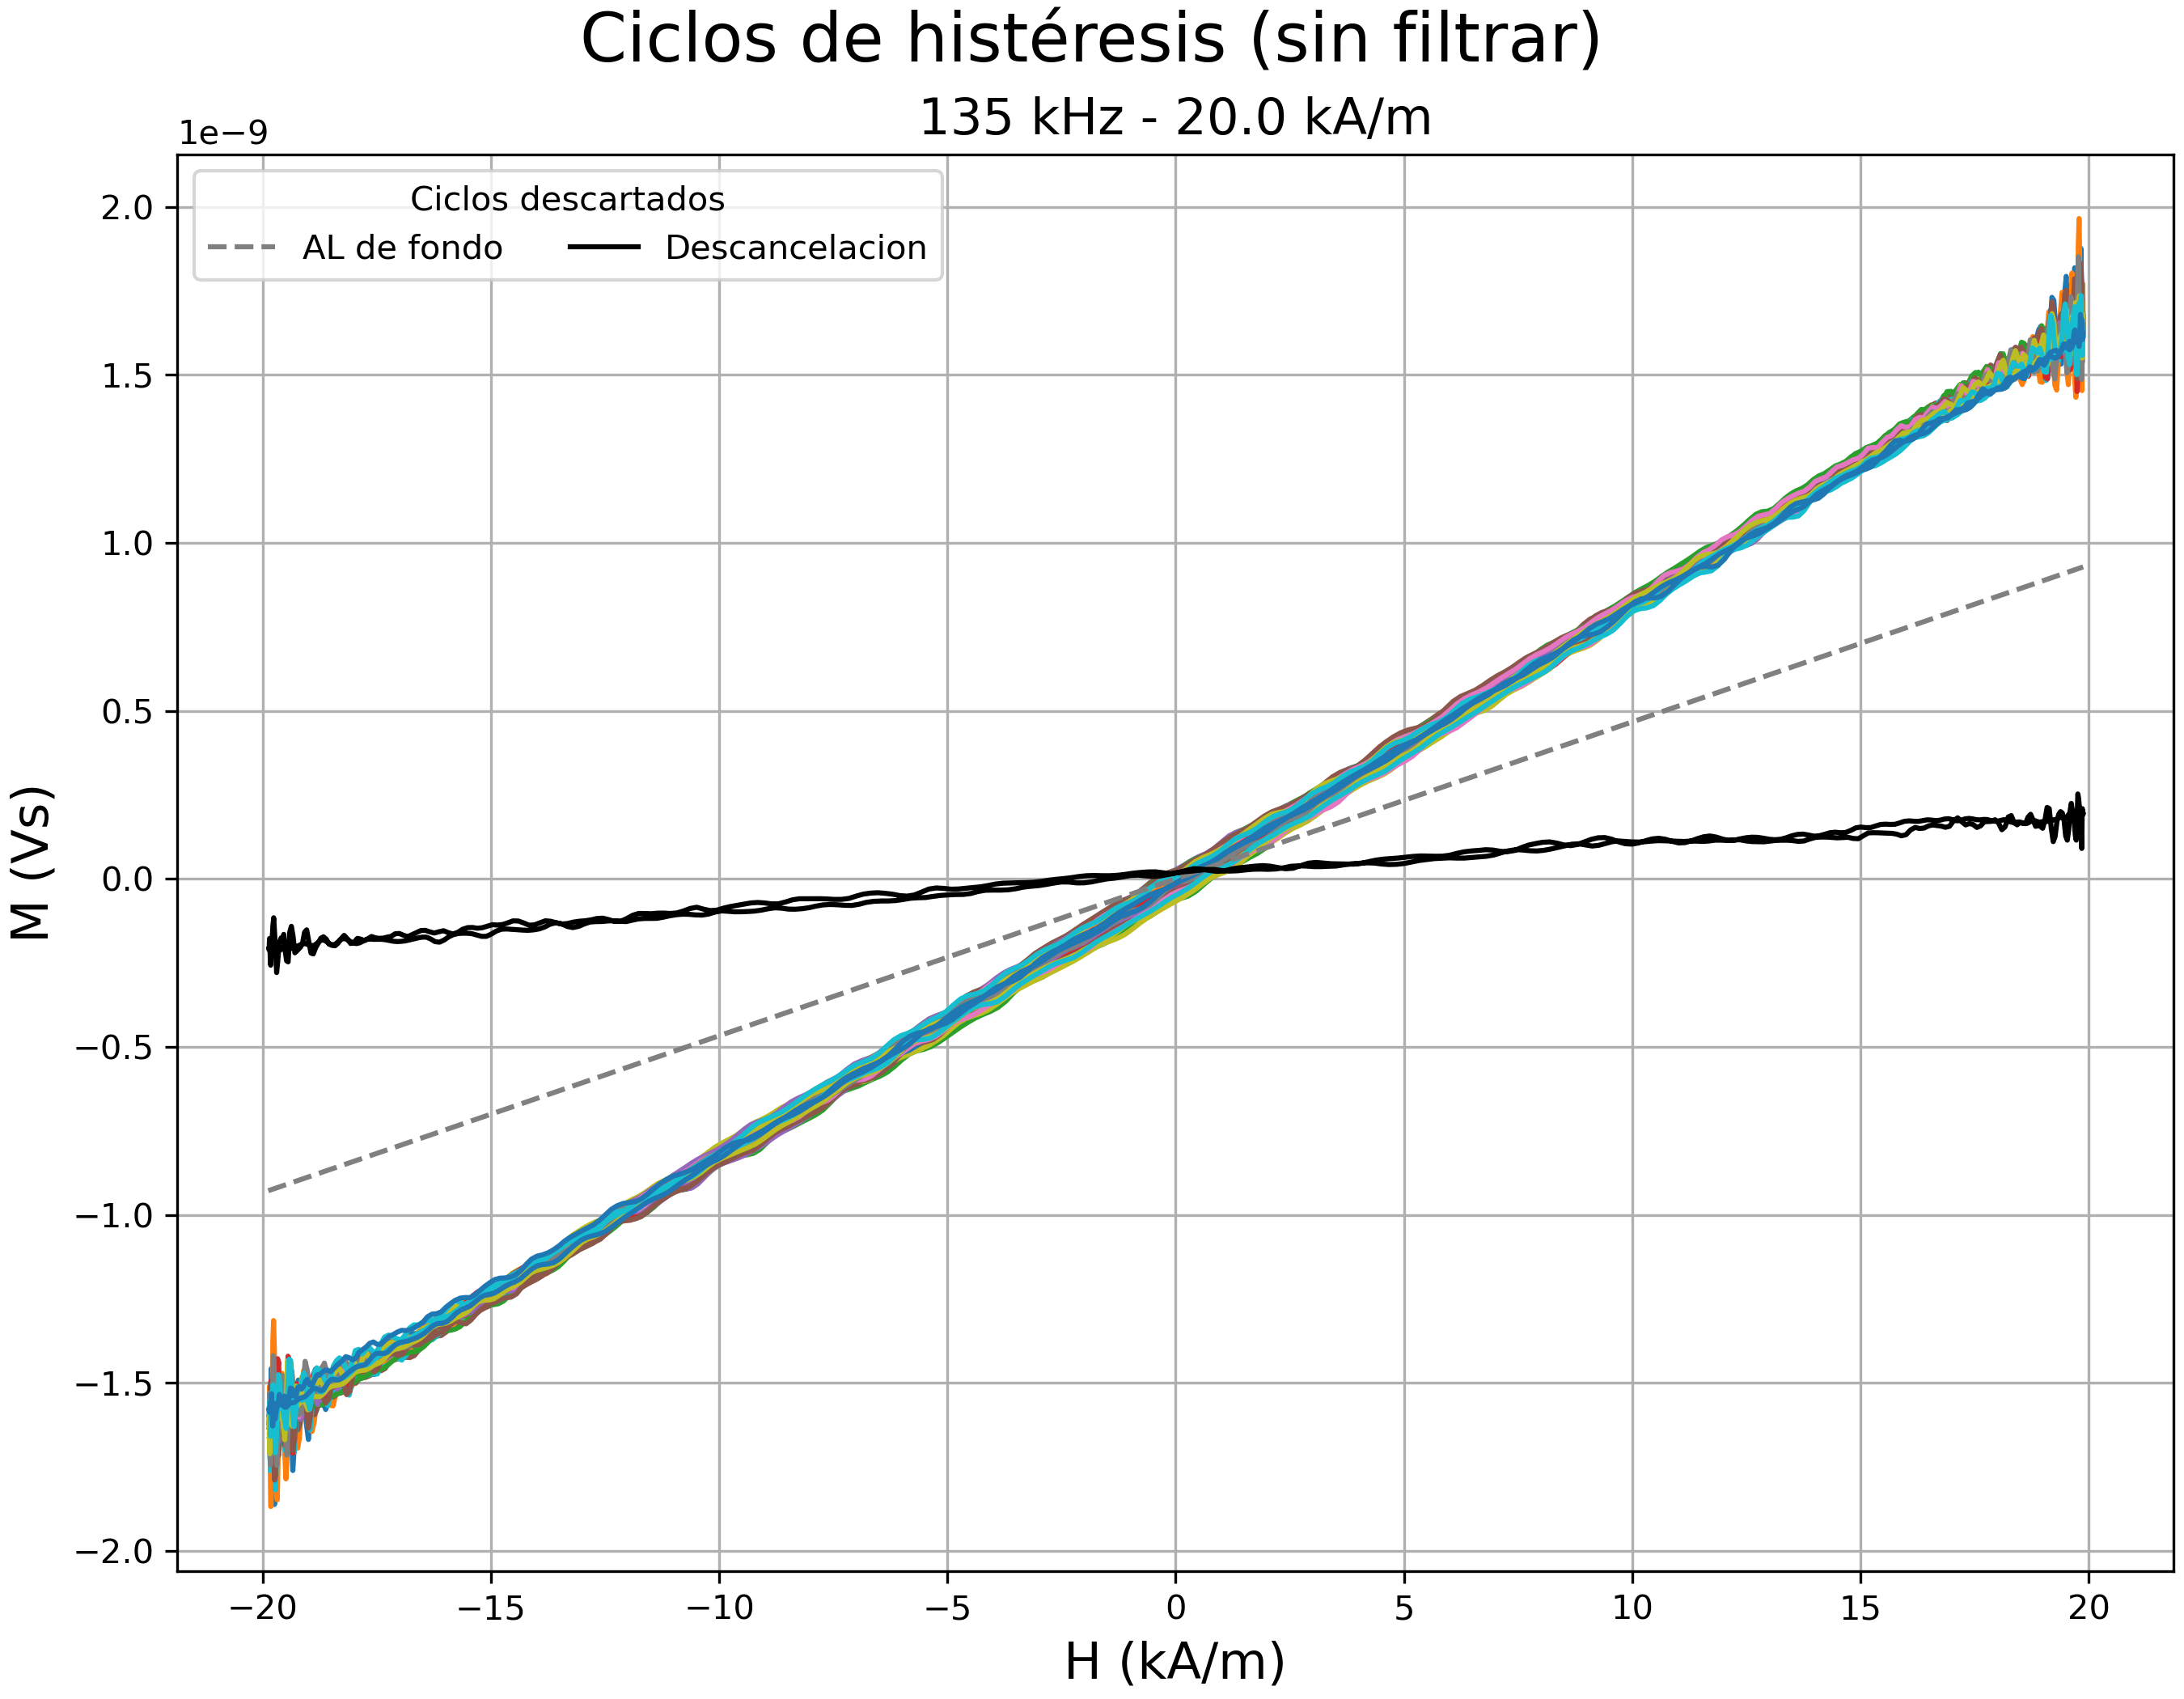 Ciclos de histéresis (sin filtrar)
135 kHz - 20.0 kA/m
1e−9
Ciclos descartados
AL de fondo
Descancelacion
2.0
1.5
1.0
0.5
0.0
−0.5
−1.0
−1.5
−2.0
M (Vs)
−20
−15
−10
−5
0
5
10
15
20
H (kA/m)